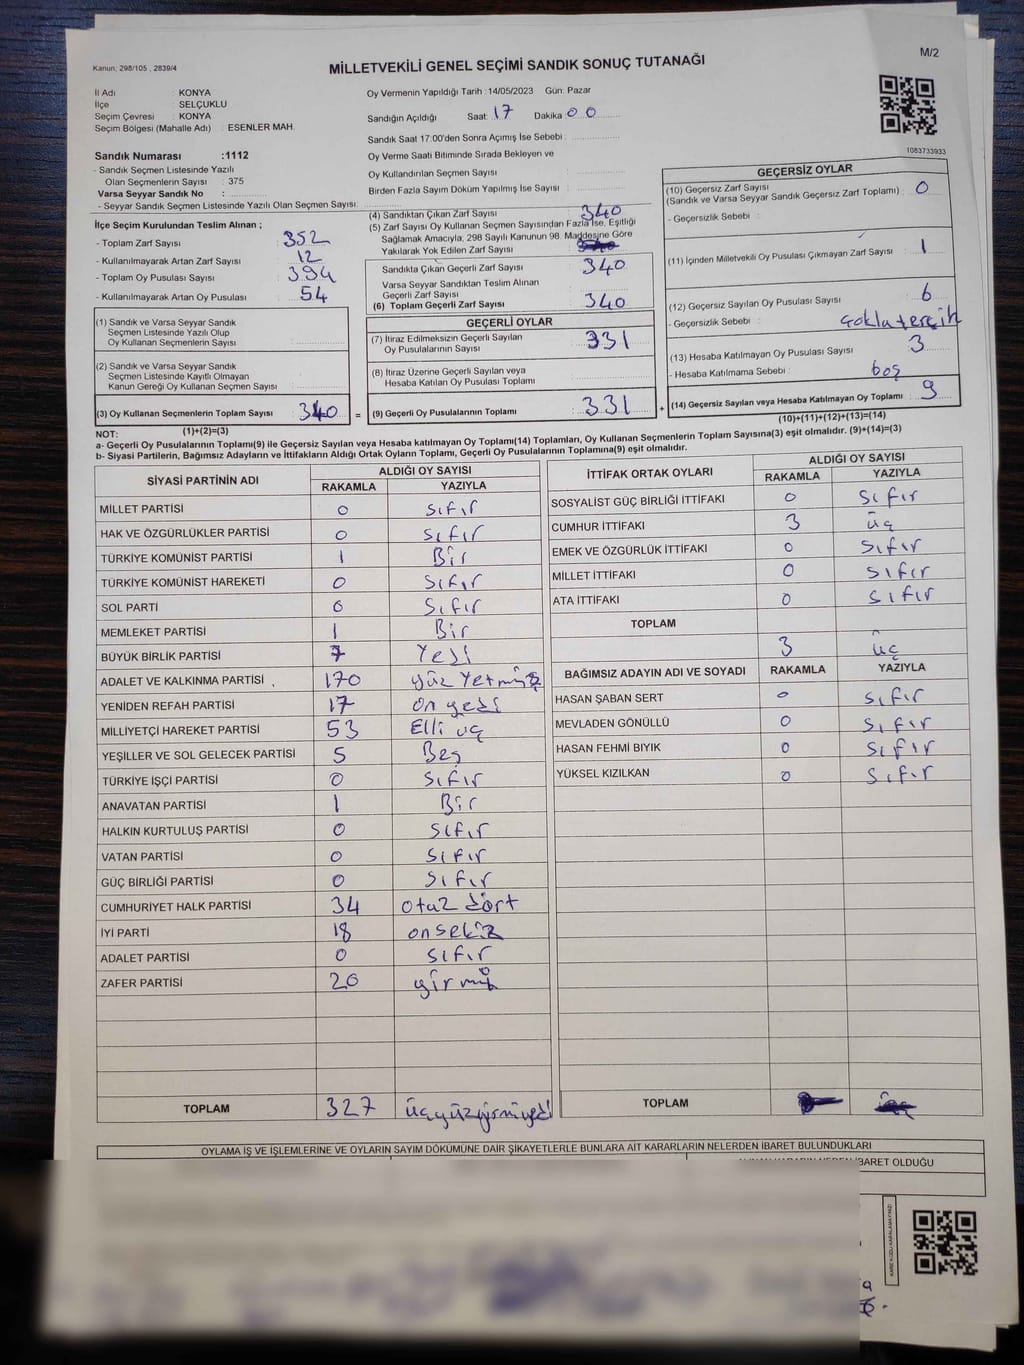 Kanun; 298/105 , 2839/4
MİLLETVEKİLİ GENEL SEÇİMİ SANDIK SONUÇ TUTANAĞI
M/2
İl Adı : KONYA
İlçe : SELÇUKLU
Seçim Çevresi : KONYA
Seçim Bölgesi (Mahalle Adı) : ESENLER MAH.
Oy Vermenin Yapıldığı Tarih :14/05/2023 Gün: Pazar
Sandığın Açıldığı Saat: 17 Dakika: 00
Sandık Saat 17:00'den Sonra Açımış İse Sebebi :
Oy Verme Saati Bitiminde Sırada Bekleyen ve
Oy Kullandırılan Seçmen Sayısı :
Birden Fazla Sayım Döküm Yapılmış İse Sayısı :
1083733933
Sandık Numarası :1112
- Sandık Seçmen Listesinde Yazılı
Olan Seçmenlerin Sayısı : 375
Varsa Seyyar Sandık No :
- Seyyar Sandık Seçmen Listesinde Yazılı Olan Seçmen Sayısı:
İlçe Seçim Kurulundan Teslim Alınan ;
- Toplam Zarf Sayısı : 352
- Kullanılmayarak Artan Zarf Sayısı : 12
- Toplam Oy Pusulası Sayısı : 394
- Kullanılmayarak Artan Oy Pusulası : 54
(1) Sandık ve Varsa Seyyar Sandık
Seçmen Listesinde Yazılı Olup
Oy Kullanan Seçmenlerin Sayısı :
(2) Sandık ve Varsa Seyyar Sandık
Seçmen Listesinde Kayıtlı Olmayan
Kanun Gereği Oy Kullanan Seçmen Sayısı :
(3) Oy Kullanan Seçmenlerin Toplam Sayısı : 340 =
(1)+(2)=(3)
(4) Sandıktan Çıkan Zarf Sayısı : 340
(5) Zarf Sayısı Oy Kullanan Seçmen Sayısından Fazla İse, Eşitliği
Sağlamak Amacıyla, 298 Sayılı Kanunun 98. Maddesine Göre
Yakılarak Yok Edilen Zarf Sayısı :
Sandıkta Çıkan Geçerli Zarf Sayısı : 340
Varsa Seyyar Sandıktan Teslim Alınan
Geçerli Zarf Sayısı :
(6) Toplam Geçerli Zarf Sayısı : 340
GEÇERLİ OYLAR
(7) İtiraz Edilmeksizin Geçerli Sayılan
Oy Pusulalarının Sayısı : 331
(8) İtiraz Üzerine Geçerli Sayılan veya
Hesaba Katılan Oy Pusulası Toplamı :
(9) Geçerli Oy Pusulalarının Toplamı : 331 +
GEÇERSİZ OYLAR
(10) Geçersiz Zarf Sayısı : 0
(Sandık ve Varsa Seyyar Sandık Geçersiz Zarf Toplamı)
- Geçersizlik Sebebi :
(11) İçinden Milletvekili Oy Pusulası Çıkmayan Zarf Sayısı : 1
(12) Geçersiz Sayılan Oy Pusulası Sayısı : 6
- Geçersizlik Sebebi : çoklu tercih
(13) Hesaba Katılmayan Oy Pusulası Sayısı : 3
- Hesaba Katılmama Sebebi : boş
(14) Geçersiz Sayılan veya Hesaba Katılmayan Oy Toplamı : 9
(10)+(11)+(12)+(13)=(14)
NOT:
a- Geçerli Oy Pusulalarının Toplamı(9) ile Geçersiz Sayılan veya Hesaba katılmayan Oy Toplamı(14) Toplamları, Oy Kullanan Seçmenlerin Toplam Sayısına(3) eşit olmalıdır. (9)+(14)=(3)
b- Siyasi Partilerin, Bağımsız Adayların ve İttifakların Aldığı Ortak Oyların Toplamı, Geçerli Oy Pusulalarının Toplamına(9) eşit olmalıdır.
SİYASİ PARTİNİN ADI ALDIĞI OY SAYISI
RAKAMLA YAZIYLA
MİLLET PARTİSİ 0 Sıfır
HAK VE ÖZGÜRLÜKLER PARTİSİ 0 Sıfır
TÜRKİYE KOMÜNİST PARTİSİ 1 Bir
TÜRKİYE KOMÜNİST HAREKETİ 0 Sıfır
SOL PARTİ 0 Sıfır
MEMLEKET PARTİSİ 1 Bir
BÜYÜK BİRLİK PARTİSİ 7 Yedi
ADALET VE KALKINMA PARTİSİ 170 yüz yetmiş
YENİDEN REFAH PARTİSİ 17 on yedi
MİLLİYETÇİ HAREKET PARTİSİ 53 Elli üç
YEŞİLLER VE SOL GELECEK PARTİSİ 5 Beş
TÜRKİYE İŞÇİ PARTİSİ 0 Sıfır
ANAVATAN PARTİSİ 1 Bir
HALKIN KURTULUŞ PARTİSİ 0 Sıfır
VATAN PARTİSİ 0 Sıfır
GÜÇ BİRLİĞİ PARTİSİ 0 Sıfır
CUMHURİYET HALK PARTİSİ 34 otuz dört
İYİ PARTİ 18 onsekiz
ADALET PARTİSİ 0 Sıfır
ZAFER PARTİSİ 20 yirmi
TOPLAM 327 üçyüzyirmiyedi
İTTİFAK ORTAK OYLARI ALDIĞI OY SAYISI
RAKAMLA YAZIYLA
SOSYALİST GÜÇ BİRLİĞİ İTTİFAKI 0 Sıfır
CUMHUR İTTİFAKI 3 üç
EMEK VE ÖZGÜRLÜK İTTİFAKI 0 Sıfır
MİLLET İTTİFAKI 0 Sıfır
ATA İTTİFAKI 0 Sıfır
TOPLAM 3 üç
BAĞIMSIZ ADAYIN ADI VE SOYADI RAKAMLA YAZIYLA
HASAN ŞABAN SERT 0 Sıfır
MEVLADEN GÖNÜLLÜ 0 Sıfır
HASAN FEHMİ BIYIK 0 Sıfır
YÜKSEL KIZILKAN 0 Sıfır
TOPLAM
OYLAMA İŞ VE İŞLEMLERİNE VE OYLARIN SAYIM DÖKÜMÜNE DAİR ŞİKAYETLERLE BUNLARA AİT KARARLARIN NELERDEN İBARET BULUNDUKLARI
İBARET OLDUĞU